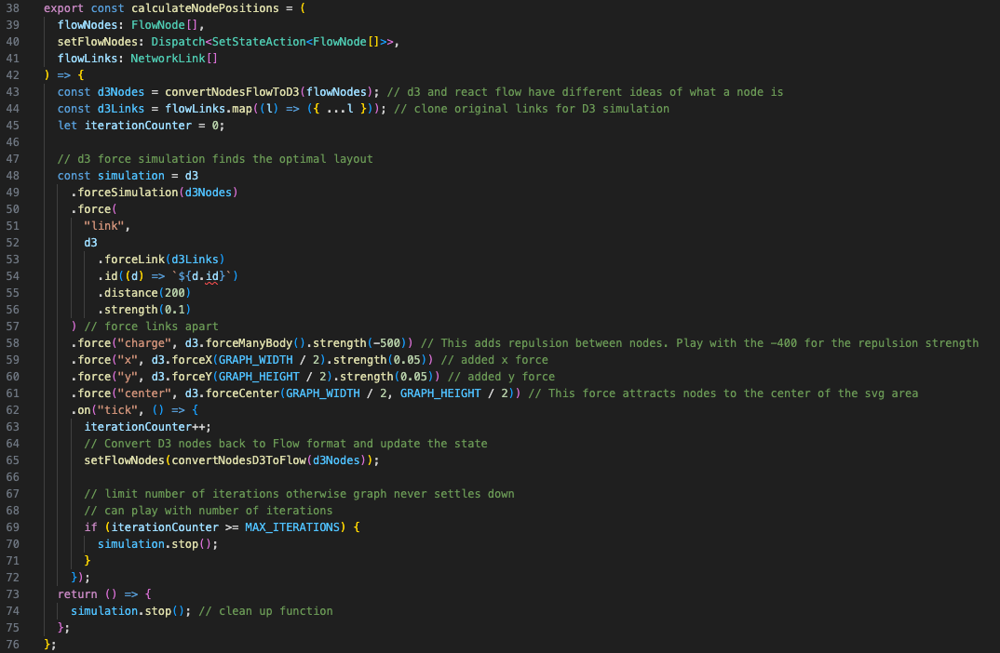 38 export const calculateNodePositions = (
39   flowNodes: FlowNode[],
40   setFlowNodes: Dispatch<SetStateAction<FlowNode[]>>,
41   flowLinks: NetworkLink[]
42 ) => {
43   const d3Nodes = convertNodesFlowToD3(flowNodes); // d3 and react flow have different ideas of what a node is
44   const d3Links = flowLinks.map((l) => ({ ...l })); // clone original links for D3 simulation
45   let iterationCounter = 0;
46
47   // d3 force simulation finds the optimal layout
48   const simulation = d3
49     .forceSimulation(d3Nodes)
50     .force(
51       "link",
52       d3
53         .forceLink(d3Links)
54         .id((d) => `${d.id}`)
55         .distance(200)
56         .strength(0.1)
57     ) // force links apart
58     .force("charge", d3.forceManyBody().strength(-500)) // This adds repulsion between nodes. Play with the -400 for the repulsion strength
59     .force("x", d3.forceX(GRAPH_WIDTH / 2).strength(0.05)) // added x force
60     .force("y", d3.forceY(GRAPH_HEIGHT / 2).strength(0.05)) // added y force
61     .force("center", d3.forceCenter(GRAPH_WIDTH / 2, GRAPH_HEIGHT / 2)) // This force attracts nodes to the center of the svg area
62     .on("tick", () => {
63       iterationCounter++;
64       // Convert D3 nodes back to Flow format and update the state
65       setFlowNodes(convertNodesD3ToFlow(d3Nodes));
66
67       // limit number of iterations otherwise graph never settles down
68       // can play with number of iterations
69       if (iterationCounter >= MAX_ITERATIONS) {
70         simulation.stop();
71       }
72     });
73   return () => {
74     simulation.stop(); // clean up function
75   };
76 };